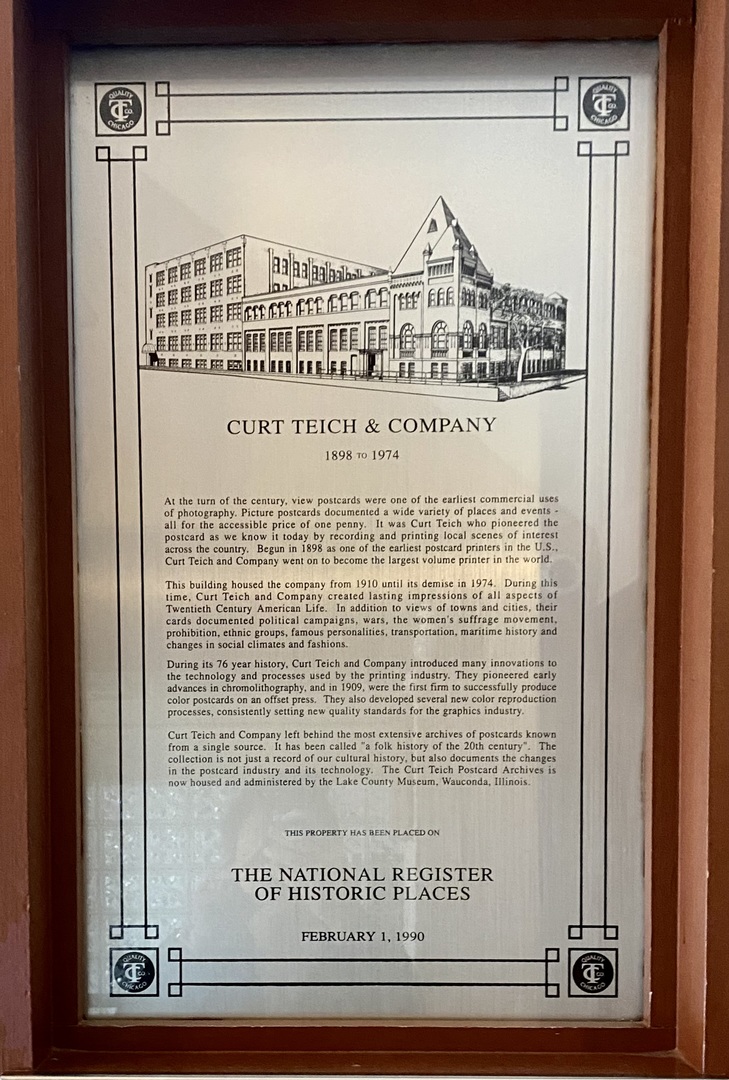 QUALITY TC Co. CHICAGO
QUALITY TC Co. CHICAGO
CURT TEICH & COMPANY
1898 TO 1974
At the turn of the century, view postcards were one of the earliest commercial uses
of photography. Picture postcards documented a wide variety of places and events -
all for the accessible price of one penny. It was Curt Teich who pioneered the
postcard as we know it today by recording and printing local scenes of interest
across the country. Begun in 1898 as one of the earliest postcard printers in the U.S.,
Curt Teich and Company went on to become the largest volume printer in the world.
This building housed the company from 1910 until its demise in 1974. During this
time, Curt Teich and Company created lasting impressions of all aspects of
Twentieth Century American Life. In addition to views of towns and cities, their
cards documented political campaigns, wars, the women's suffrage movement,
prohibition, ethnic groups, famous personalities, transportation, maritime history and
changes in social climates and fashions.
During its 76 year history, Curt Teich and Company introduced many innovations to
the technology and processes used by the printing industry. They pioneered early
advances in chromolithography, and in 1909, were the first firm to successfully produce
color postcards on an offset press. They also developed several new color reproduction
processes, consistently setting new quality standards for the graphics industry.
Curt Teich and Company left behind the most extensive archives of postcards known
from a single source. It has been called "a folk history of the 20th century". The
collection is not just a record of our cultural history, but also documents the changes
in the postcard industry and its technology. The Curt Teich Postcard Archives is
now housed and administered by the Lake County Museum, Wauconda, Illinois.
THIS PROPERTY HAS BEEN PLACED ON
THE NATIONAL REGISTER
OF HISTORIC PLACES
FEBRUARY 1, 1990
QUALITY TC Co. CHICAGO
QUALITY TC Co. CHICAGO